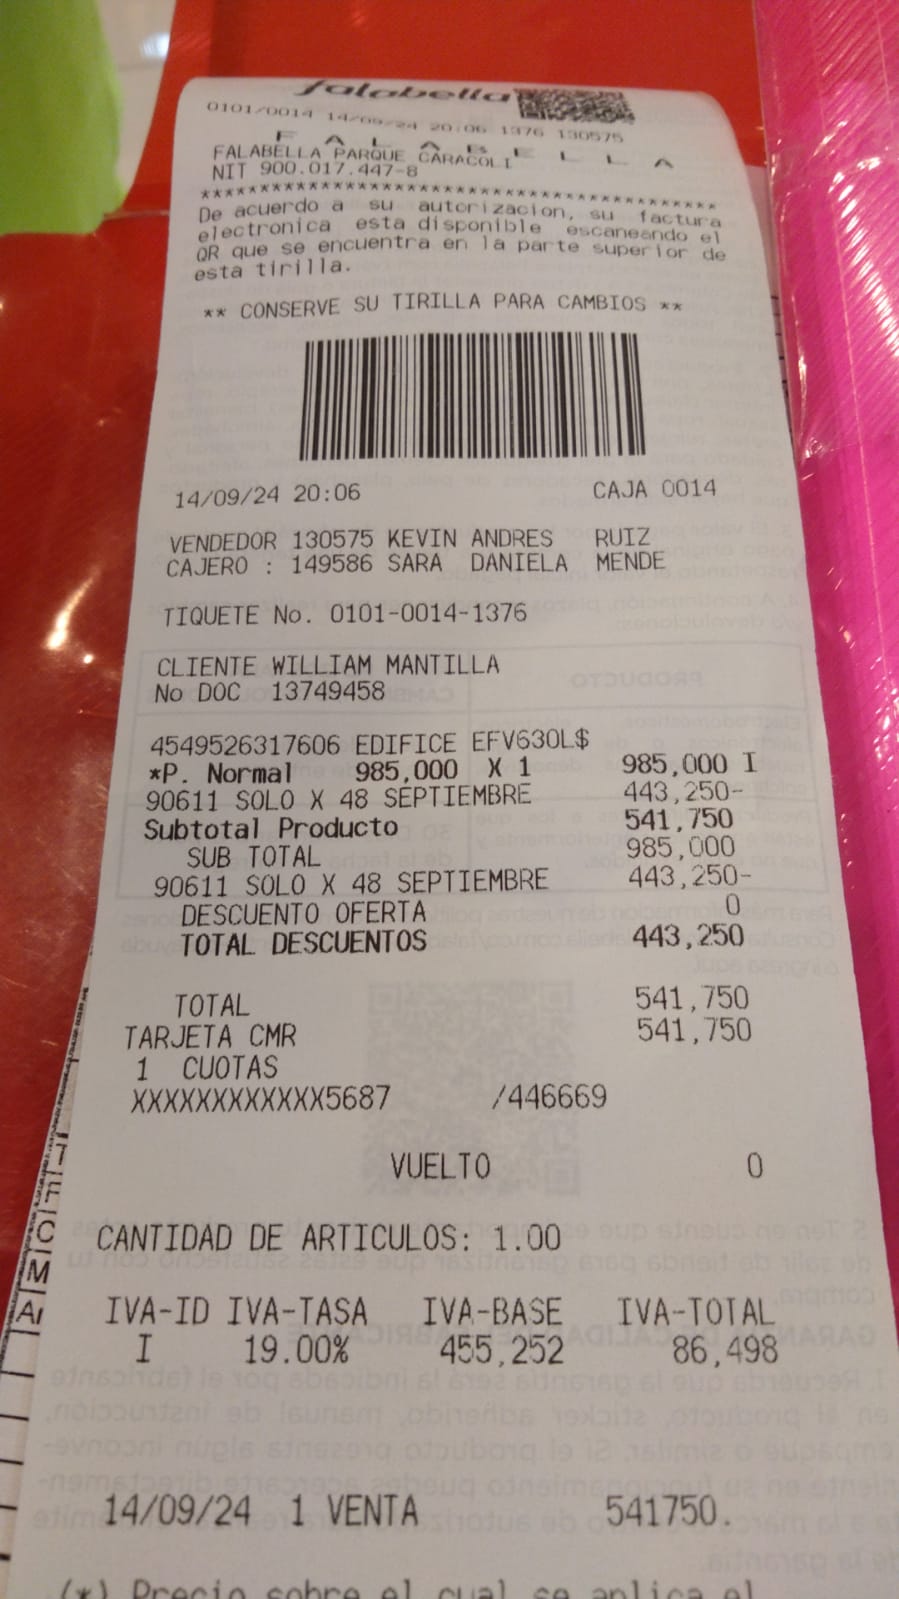 falabella
0101/0014 14/09/24 20:06 1376 130575
F A L A B E L L A
FALABELLA PARQUE CARACOLI
NIT 900.017.447-8
****************************************
De acuerdo a su autorizacion, su factura
electronica esta disponible escaneando el
QR que se encuentra en la parte superior de
esta tirilla.
** CONSERVE SU TIRILLA PARA CAMBIOS **
14/09/24 20:06 CAJA 0014
VENDEDOR 130575 KEVIN ANDRES RUIZ
CAJERO : 149586 SARA DANIELA MENDE
TIQUETE No. 0101-0014-1376
CLIENTE WILLIAM MANTILLA
No DOC 13749458
4549526317606 EDIFICE EFV630L$
*P. Normal 985,000 X 1 985,000 I
90611 SOLO X 48 SEPTIEMBRE 443,250-
Subtotal Producto 541,750
SUB TOTAL 985,000
90611 SOLO X 48 SEPTIEMBRE 443,250-
DESCUENTO OFERTA 0
TOTAL DESCUENTOS 443,250
TOTAL 541,750
TARJETA CMR 541,750
1 CUOTAS
XXXXXXXXXXXX5687 /446669
VUELTO 0
CANTIDAD DE ARTICULOS: 1.00
IVA-ID IVA-TASA IVA-BASE IVA-TOTAL
I 19.00% 455,252 86,498
14/09/24 1 VENTA 541750.
(*) Precio sobre el cual se aplica el